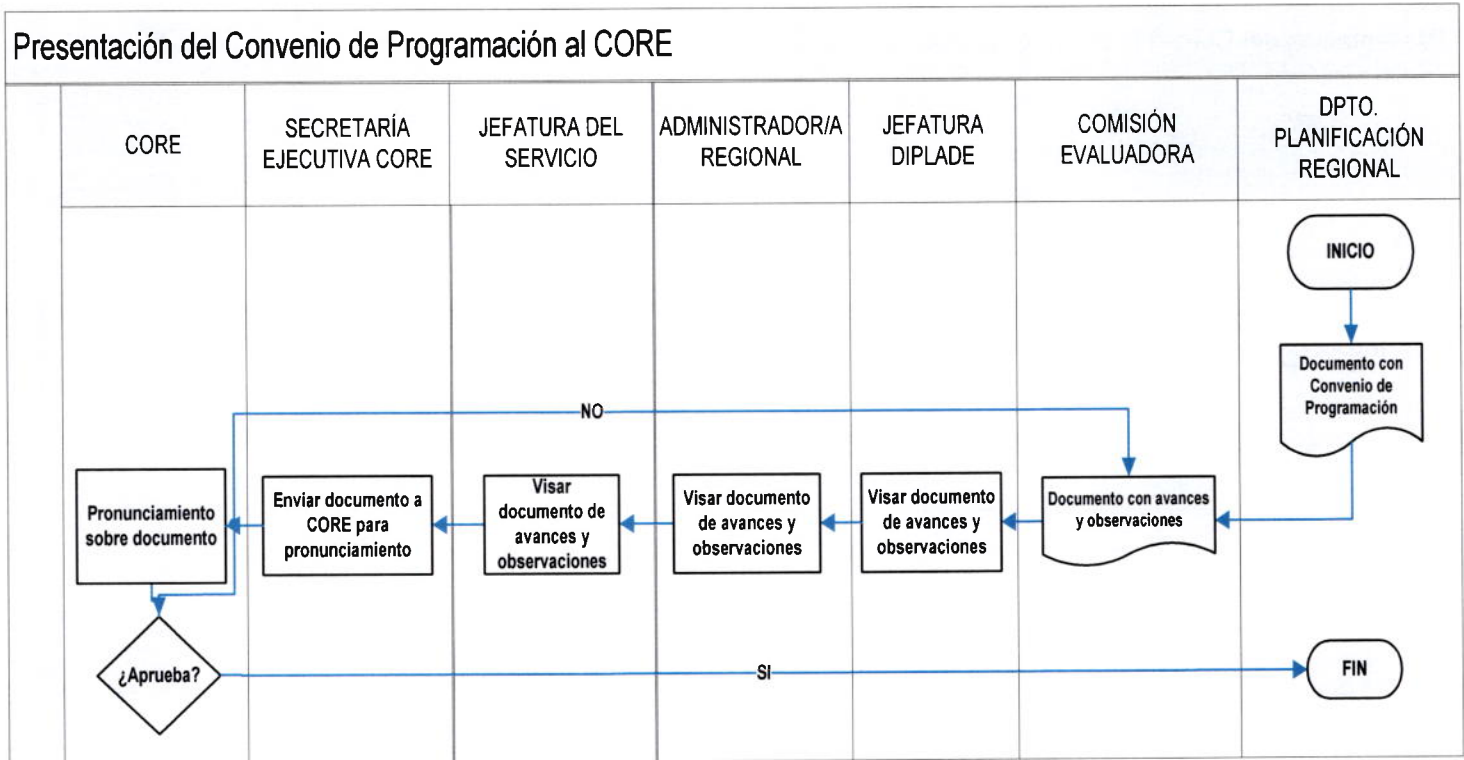 Presentación del Convenio de Programación al CORE
CORE
SECRETARÍA
EJECUTIVA CORE
JEFATURA DEL
SERVICIO
ADMINISTRADOR/A
REGIONAL
JEFATURA
DIPLADE
COMISIÓN
EVALUADORA
DPTO.
PLANIFICACIÓN
REGIONAL
INICIO
Documento con
Convenio de
Programación
NO
Pronunciamiento
sobre documento
Enviar documento a
CORE para
pronunciamiento
Visar
documento de
avances y
observaciones
Visar documento
de avances y
observaciones
Visar documento
de avances y
observaciones
Documento con avances
y observaciones
¿Aprueba?
SI
FIN